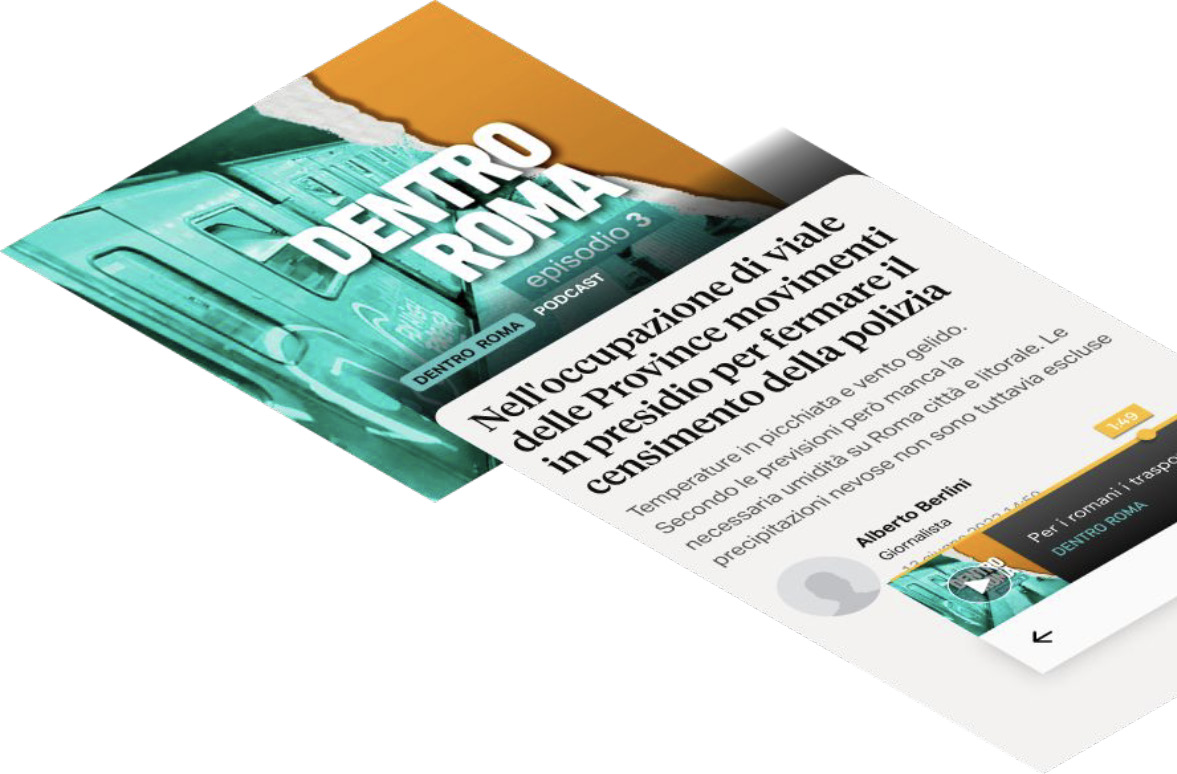 DENTRO
ROMA
episodio 3
DENTRO ROMA PODCAST
Nell'occupazione di viale
delle Province movimenti
in presidio per fermare il
censimento della polizia
Temperature in picchiata e vento gelido.
Secondo le previsioni però manca la
necessaria umidità su Roma città e litorale. Le
precipitazioni nevose non sono tuttavia escluse
Alberto Berlini
Giornalista
1:49
Per i romani i traspo
DENTRO ROMA
DENTRO
ROMA